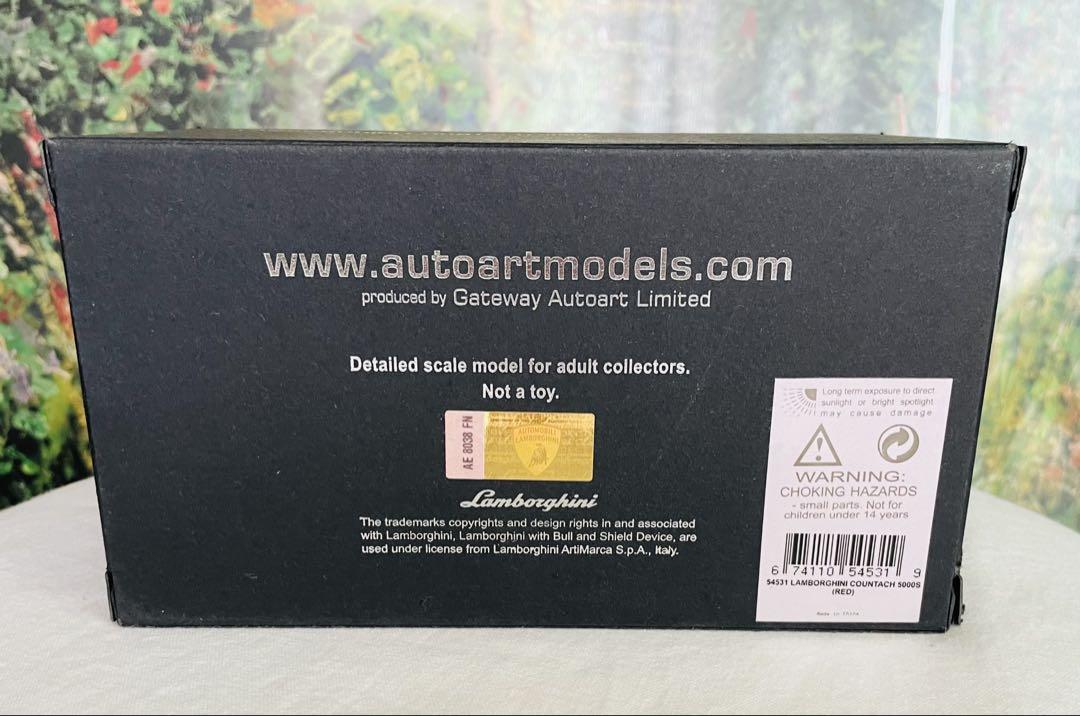 www.autoartmodels.com
produced by Gateway Autoart Limited
Detailed scale model for adult collectors.
Not a toy.
AE 8038 FN
AUTOMOBILI
LAMBORGHINI
Lamborghini
The trademarks copyrights and design rights in and associated
with Lamborghini, Lamborghini with Bull and Shield Device, are
used under license from Lamborghini ArtiMarca S.p.A., Italy.
Long term exposure to direct
sunlight or bright spotlight
may cause damage
WARNING:
CHOKING HAZARDS
- small parts. Not for
children under 14 years
6 74110 54531 9
54531 LAMBORGHINI COUNTACH 5000S
(RED)
Made in China